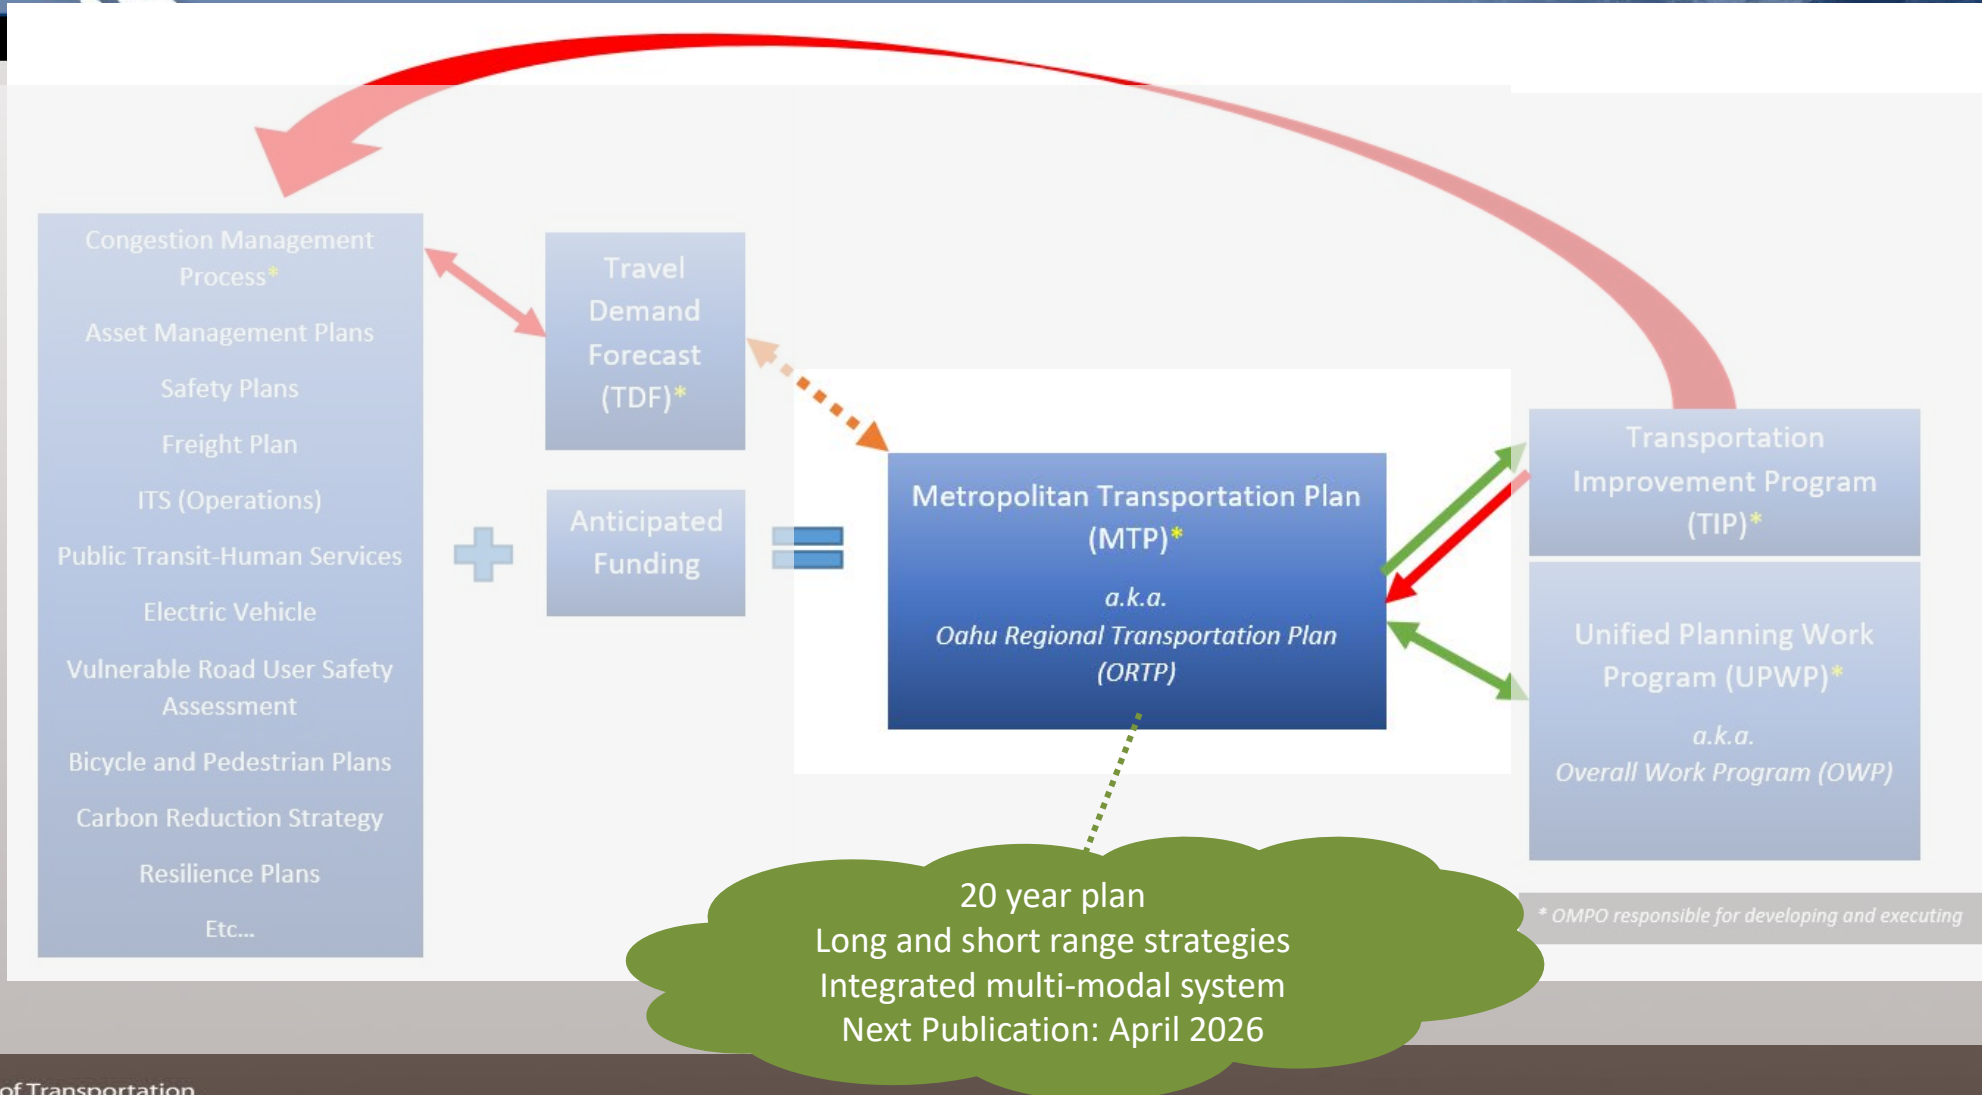 Congestion Management
Process*
Asset Management Plans
Safety Plans
Freight Plan
ITS (Operations)
Public Transit-Human Services
Electric Vehicle
Vulnerable Road User Safety
Assessment
Bicycle and Pedestrian Plans
Carbon Reduction Strategy
Resilience Plans
Etc...
Travel
Demand
Forecast
(TDF)*
Anticipated
Funding
Metropolitan Transportation Plan
(MTP)*
a.k.a.
Oahu Regional Transportation Plan
(ORTP)
Transportation
Improvement Program
(TIP)*
Unified Planning Work
Program (UPWP)*
a.k.a.
Overall Work Program (OWP)
* OMPO responsible for developing and executing
20 year plan
Long and short range strategies
Integrated multi-modal system
Next Publication: April 2026
of Transportation